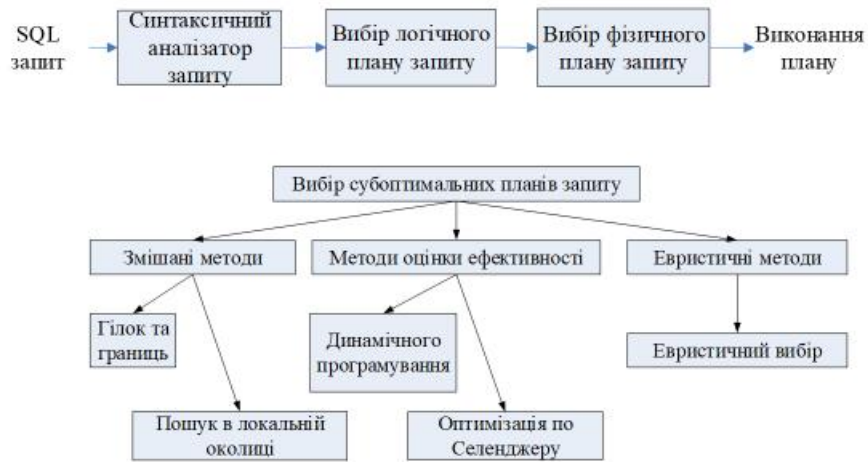 SQL
запит
Синтаксичний
аналізатор
запиту
Вибір логічного
плану запиту
Вибір фізичного
плану запиту
Виконання
плану
Вибір субоптимальних планів запиту
Змішані методи
Методи оцінки ефективності
Евристичні методи
Гілок та
границь
Динамічного
програмування
Евристичний вибір
Пошук в локальній
околиці
Оптимізація по
Селенджеру